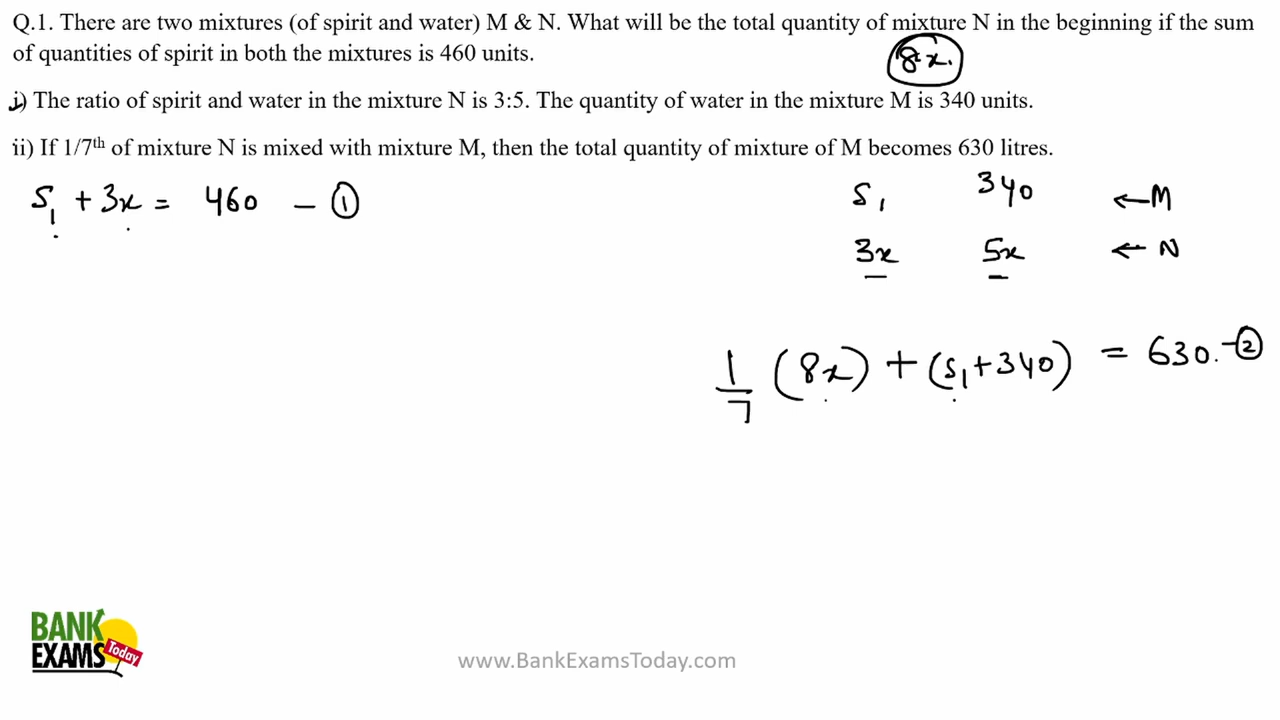 Q.1. There are two mixtures (of spirit and water) M & N. What will be the total quantity of mixture N in the beginning if the sum
of quantities of spirit in both the mixtures is 460 units.
8x.
i) The ratio of spirit and water in the mixture N is 3:5. The quantity of water in the mixture M is 340 units.
ii) If 1/7th of mixture N is mixed with mixture M, then the total quantity of mixture of M becomes 630 litres.
S1 + 3x = 460 - ①
S1 340 ← M
3x 5x ← N
1/7 (8x) + (S1+340) = 630. - ②
BANK
EXAMS Today
www.BankExamsToday.com